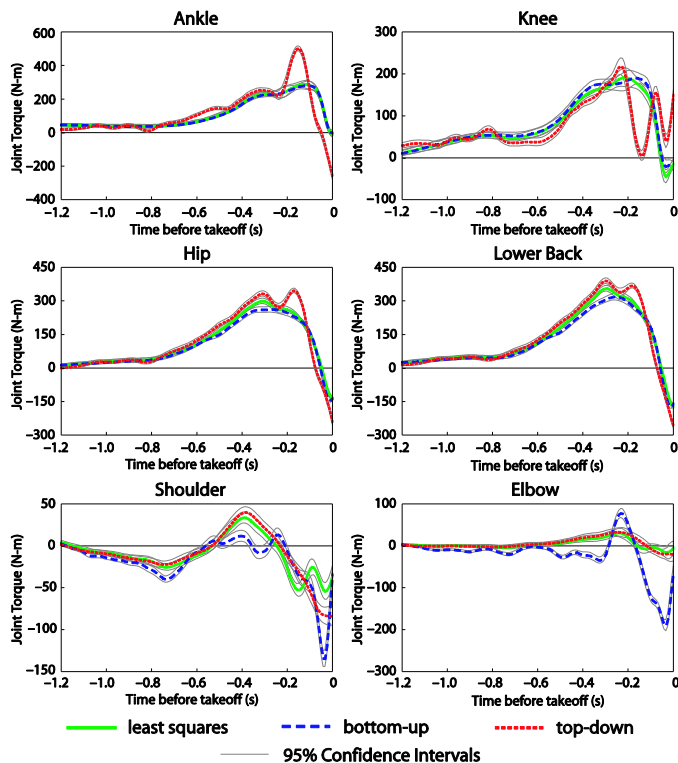 Ankle
Knee
Joint Torque (N-m)
600
400
200
0
−200
−400
−1.2 −1.0 −0.8 −0.6 −0.4 −0.2 0
Time before takeoff (s)
Joint Torque (N-m)
300
200
100
0
100
−1.2 −1.0 −0.8 −0.6 −0.4 −0.2 0
Time before takeoff (s)
Hip
Lower Back
Joint Torque (N-m)
450
300
150
0
−150
−300
−1.2 −1.0 −0.8 −0.6 −0.4 −0.2 0
Time before takeoff (s)
Joint Torque (N-m)
450
300
150
0
−150
−300
−1.2 −1.0 −0.8 −0.6 −0.4 −0.2 0
Time before takeoff (s)
Shoulder
Elbow
Joint Torque (N-m)
50
0
−50
−100
−150
−1.2 −1.0 −0.8 −0.6 −0.4 −0.2 0
Time before takeoff (s)
Joint Torque (N-m)
100
0
−100
−200
300
−1.2 −1.0 −0.8 −0.6 −0.4 −0.2 0
Time before takeoff (s)
least squares bottom-up top-down
95% Confidence Intervals